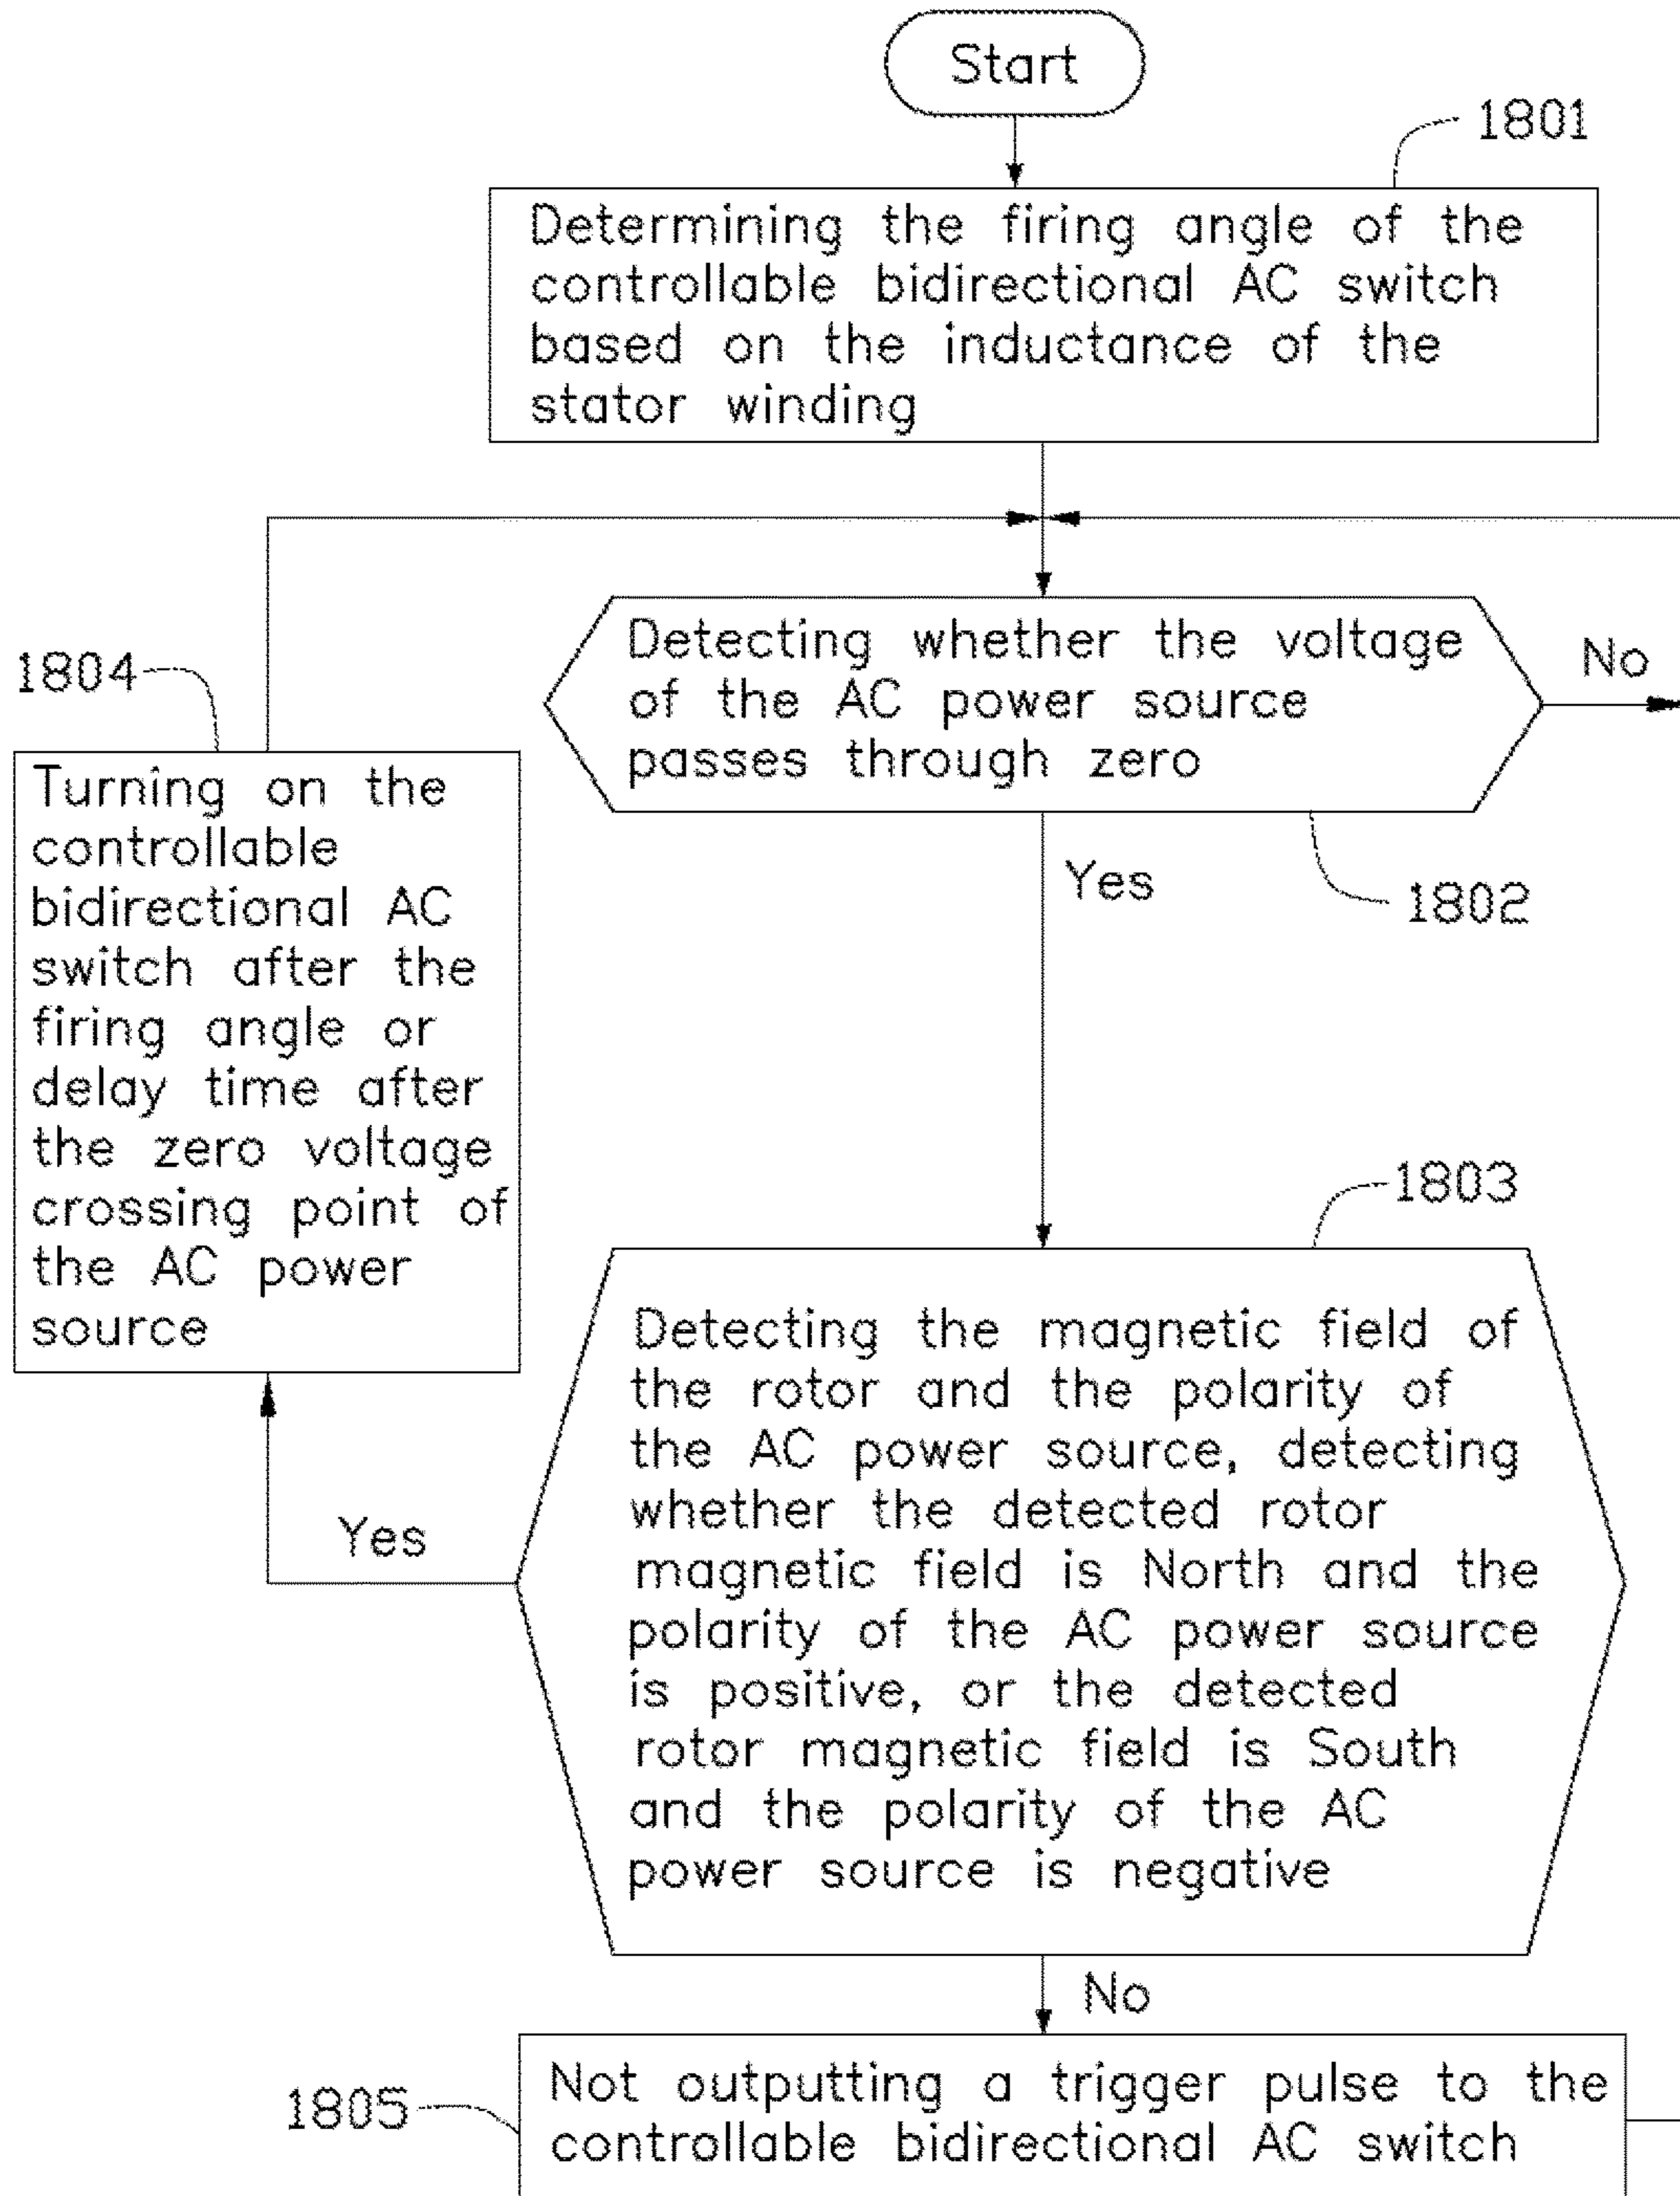 Start
1801
Determining the firing angle of the
controllable bidirectional AC switch
based on the inductance of the
stator winding
Detecting whether the voltage
of the AC power source
passes through zero
No
1802
Yes
1804
Turning on the
controllable
bidirectional AC
switch after the
firing angle or
delay time after
the zero voltage
crossing point of
the AC power
source
1803
Detecting the magnetic field of
the rotor and the polarity of
the AC power source, detecting
whether the detected rotor
magnetic field is North and the
polarity of the AC power source
is positive, or the detected
rotor magnetic field is South
and the polarity of the AC
power source is negative
Yes
No
1805
Not outputting a trigger pulse to the
controllable bidirectional AC switch